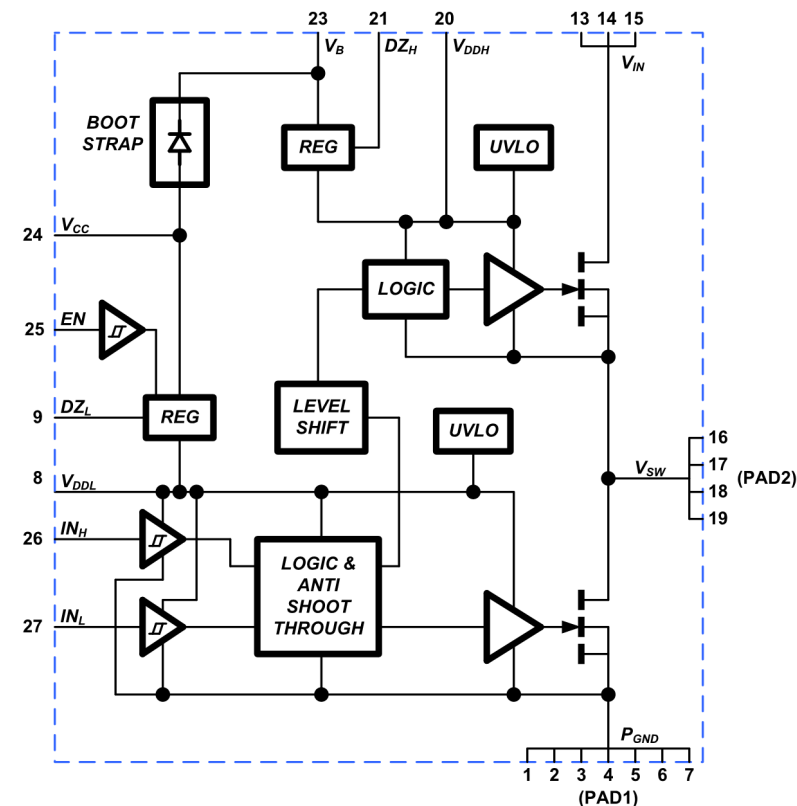 23 21 20 13 14 15
VB DZH VDDH VIN
BOOT
STRAP
REG
UVLO
24 VCC
LOGIC
25 EN
LEVEL
SHIFT
9 DZL
REG
UVLO
16
17
18
19
(PAD2)
VSW
8 VDDL
26 INH
LOGIC &
ANTI
SHOOT
THROUGH
27 INL
PGND
1 2 3 4 5 6 7
(PAD1)